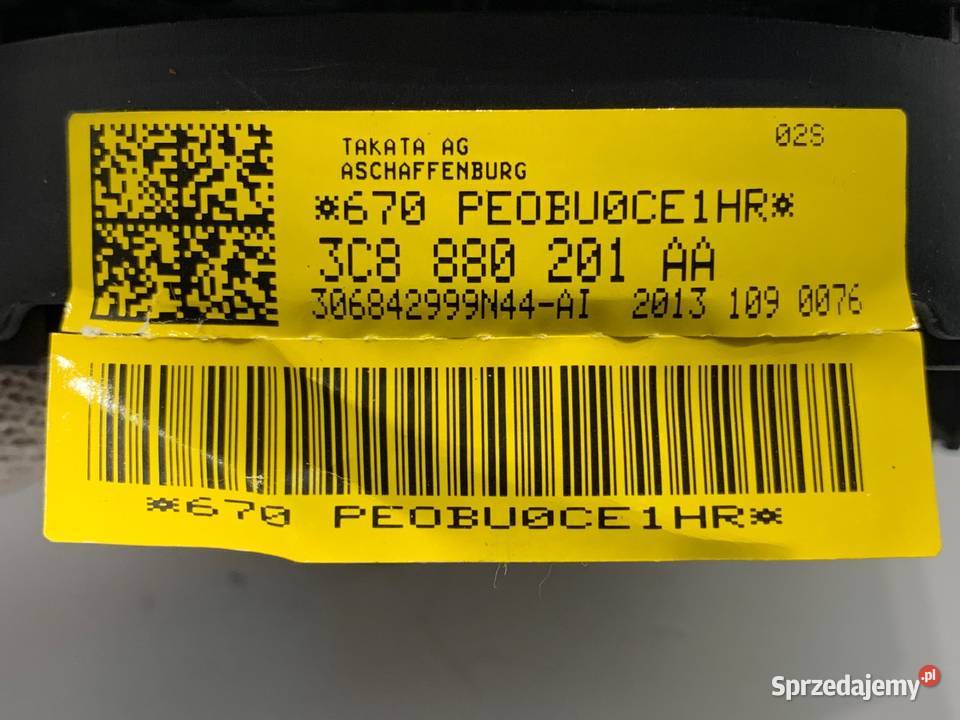 TAKATA AG
02S
ASCHAFFENBURG
*670 PEOBU0CE1HR*
3C8 880 201 AA
306842999N44-AI 2013 109 0076
*670 PEOBU0CE1HR*
Sprzedajemy.pl